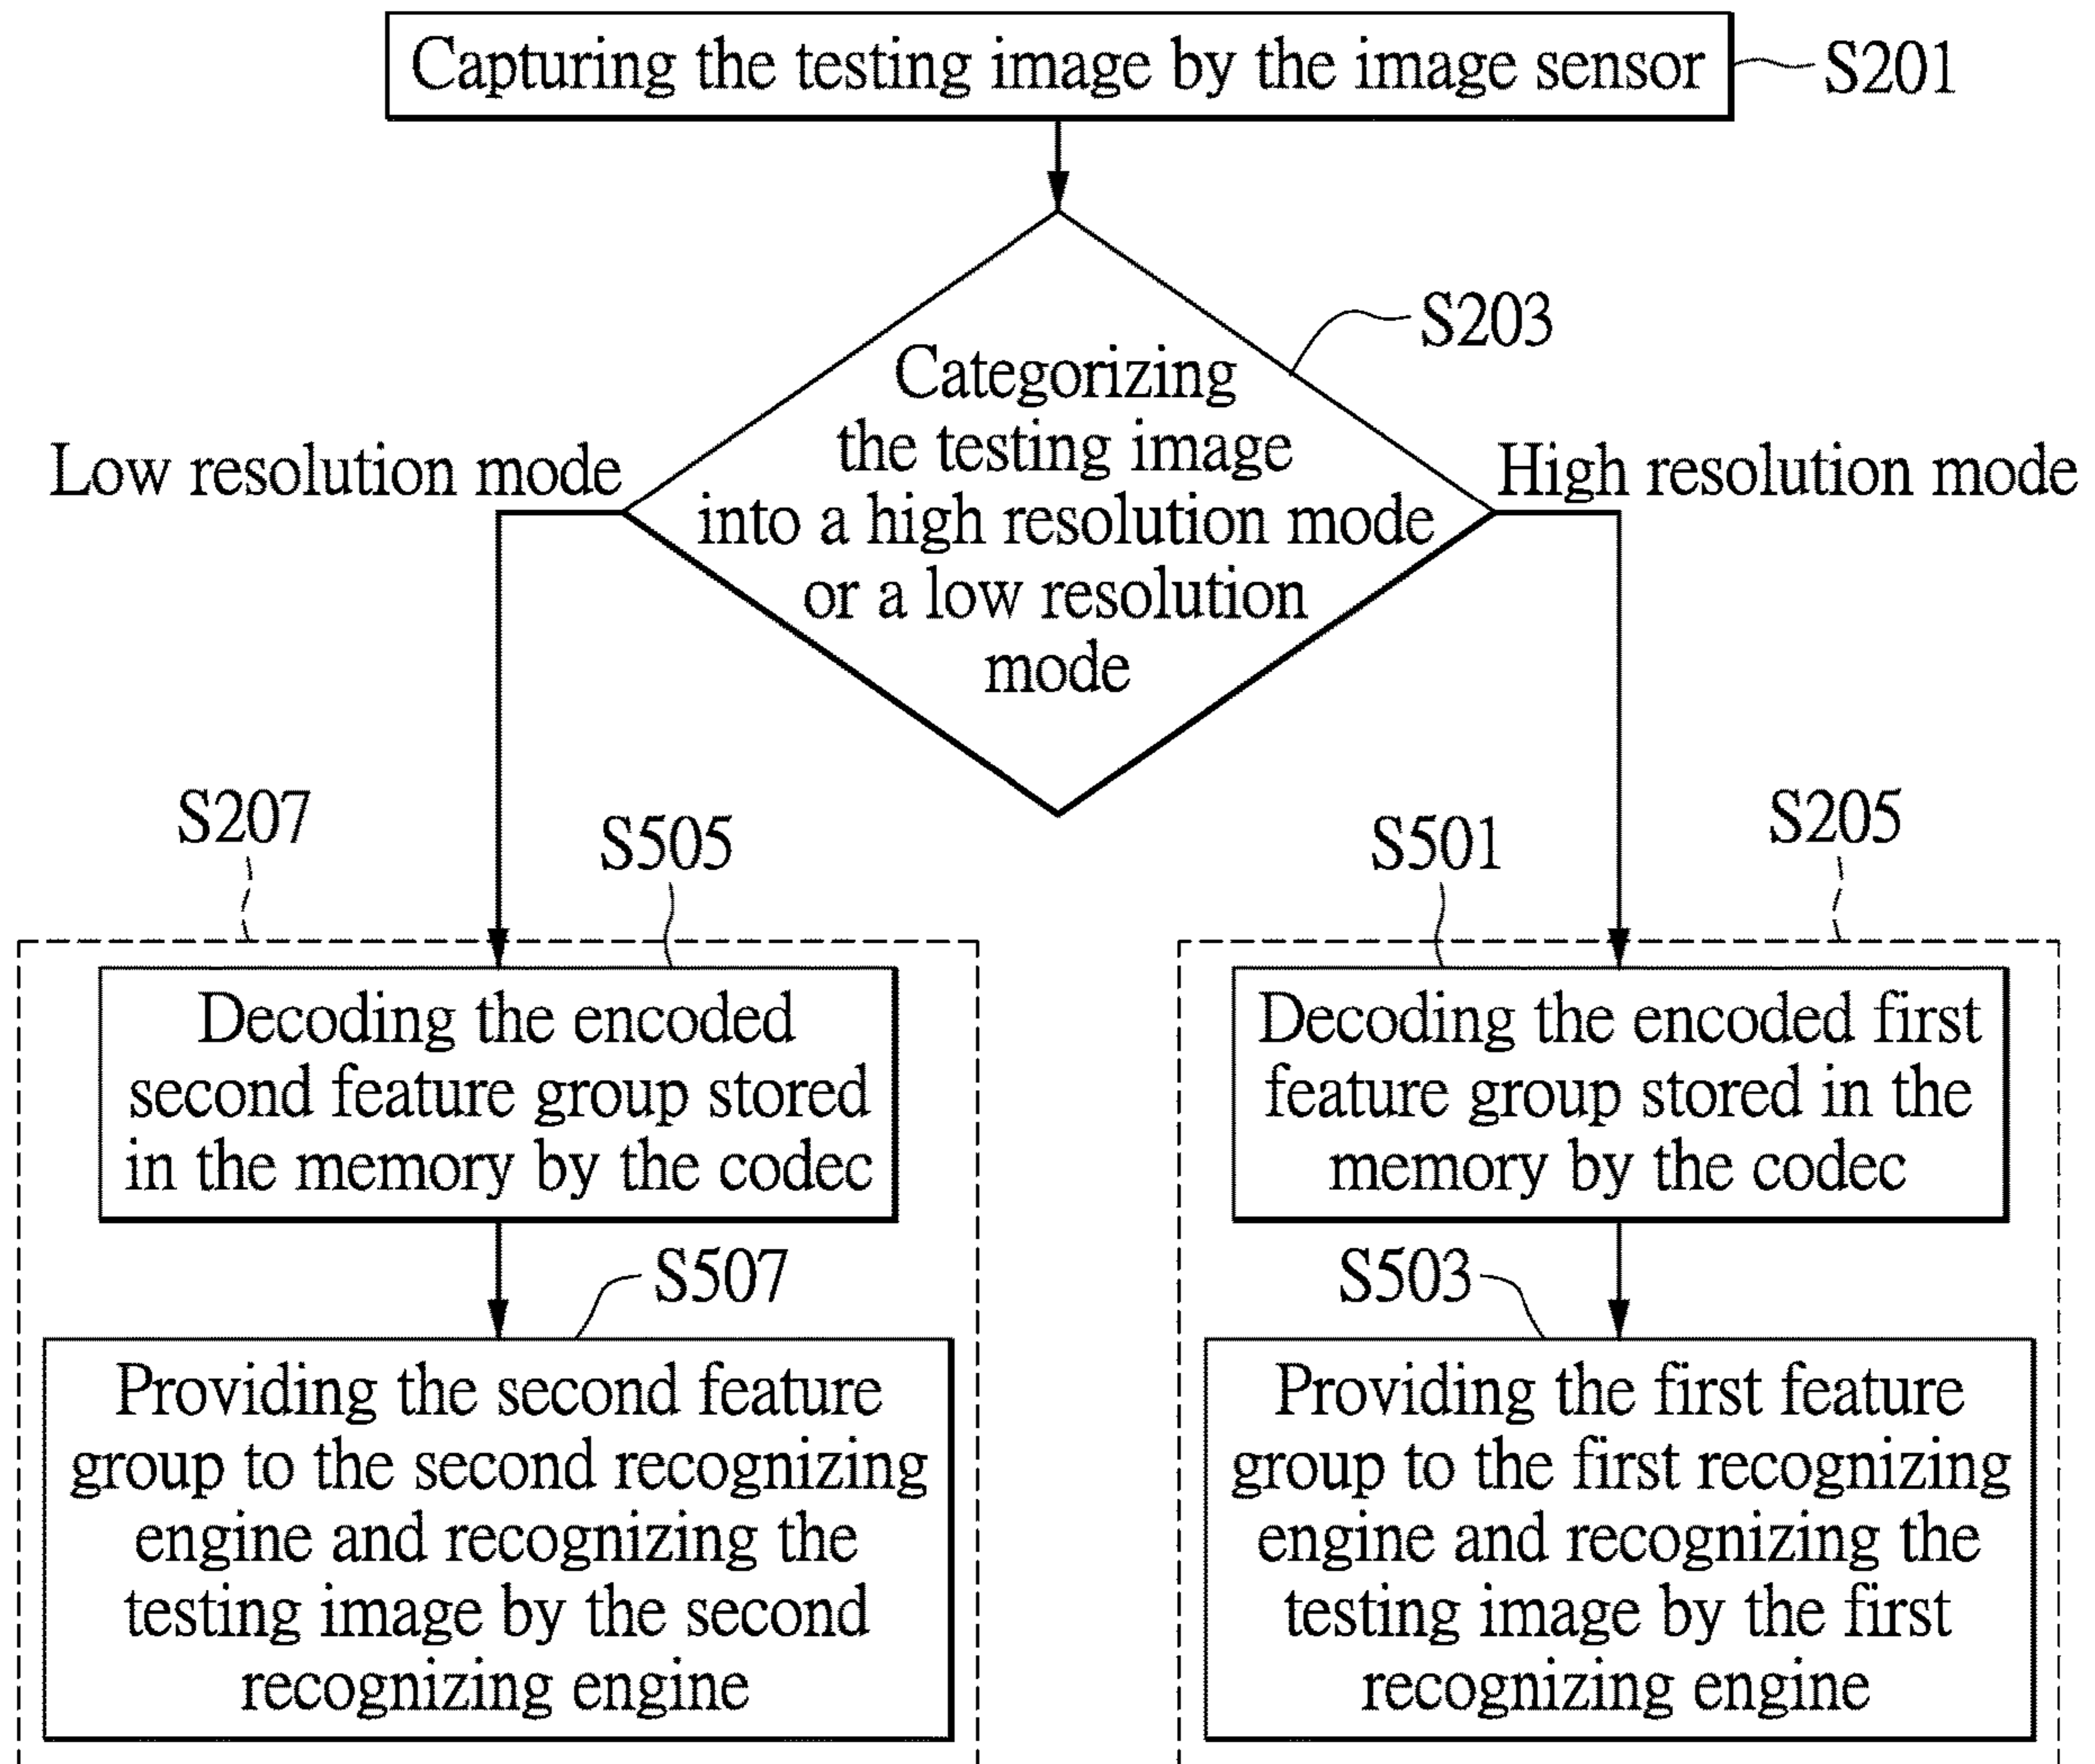 Capturing the testing image by the image sensor
S201
S203
Categorizing
the testing image
into a high resolution mode
or a low resolution
mode
Low resolution mode
High resolution mode
S207
S505
S501
S205
Decoding the encoded
second feature group stored
in the memory by the codec
Decoding the encoded first
feature group stored in the
memory by the codec
S507
S503
Providing the second feature
group to the second recognizing
engine and recognizing the
testing image by the second
recognizing engine
Providing the first feature
group to the first recognizing
engine and recognizing the
testing image by the first
recognizing engine